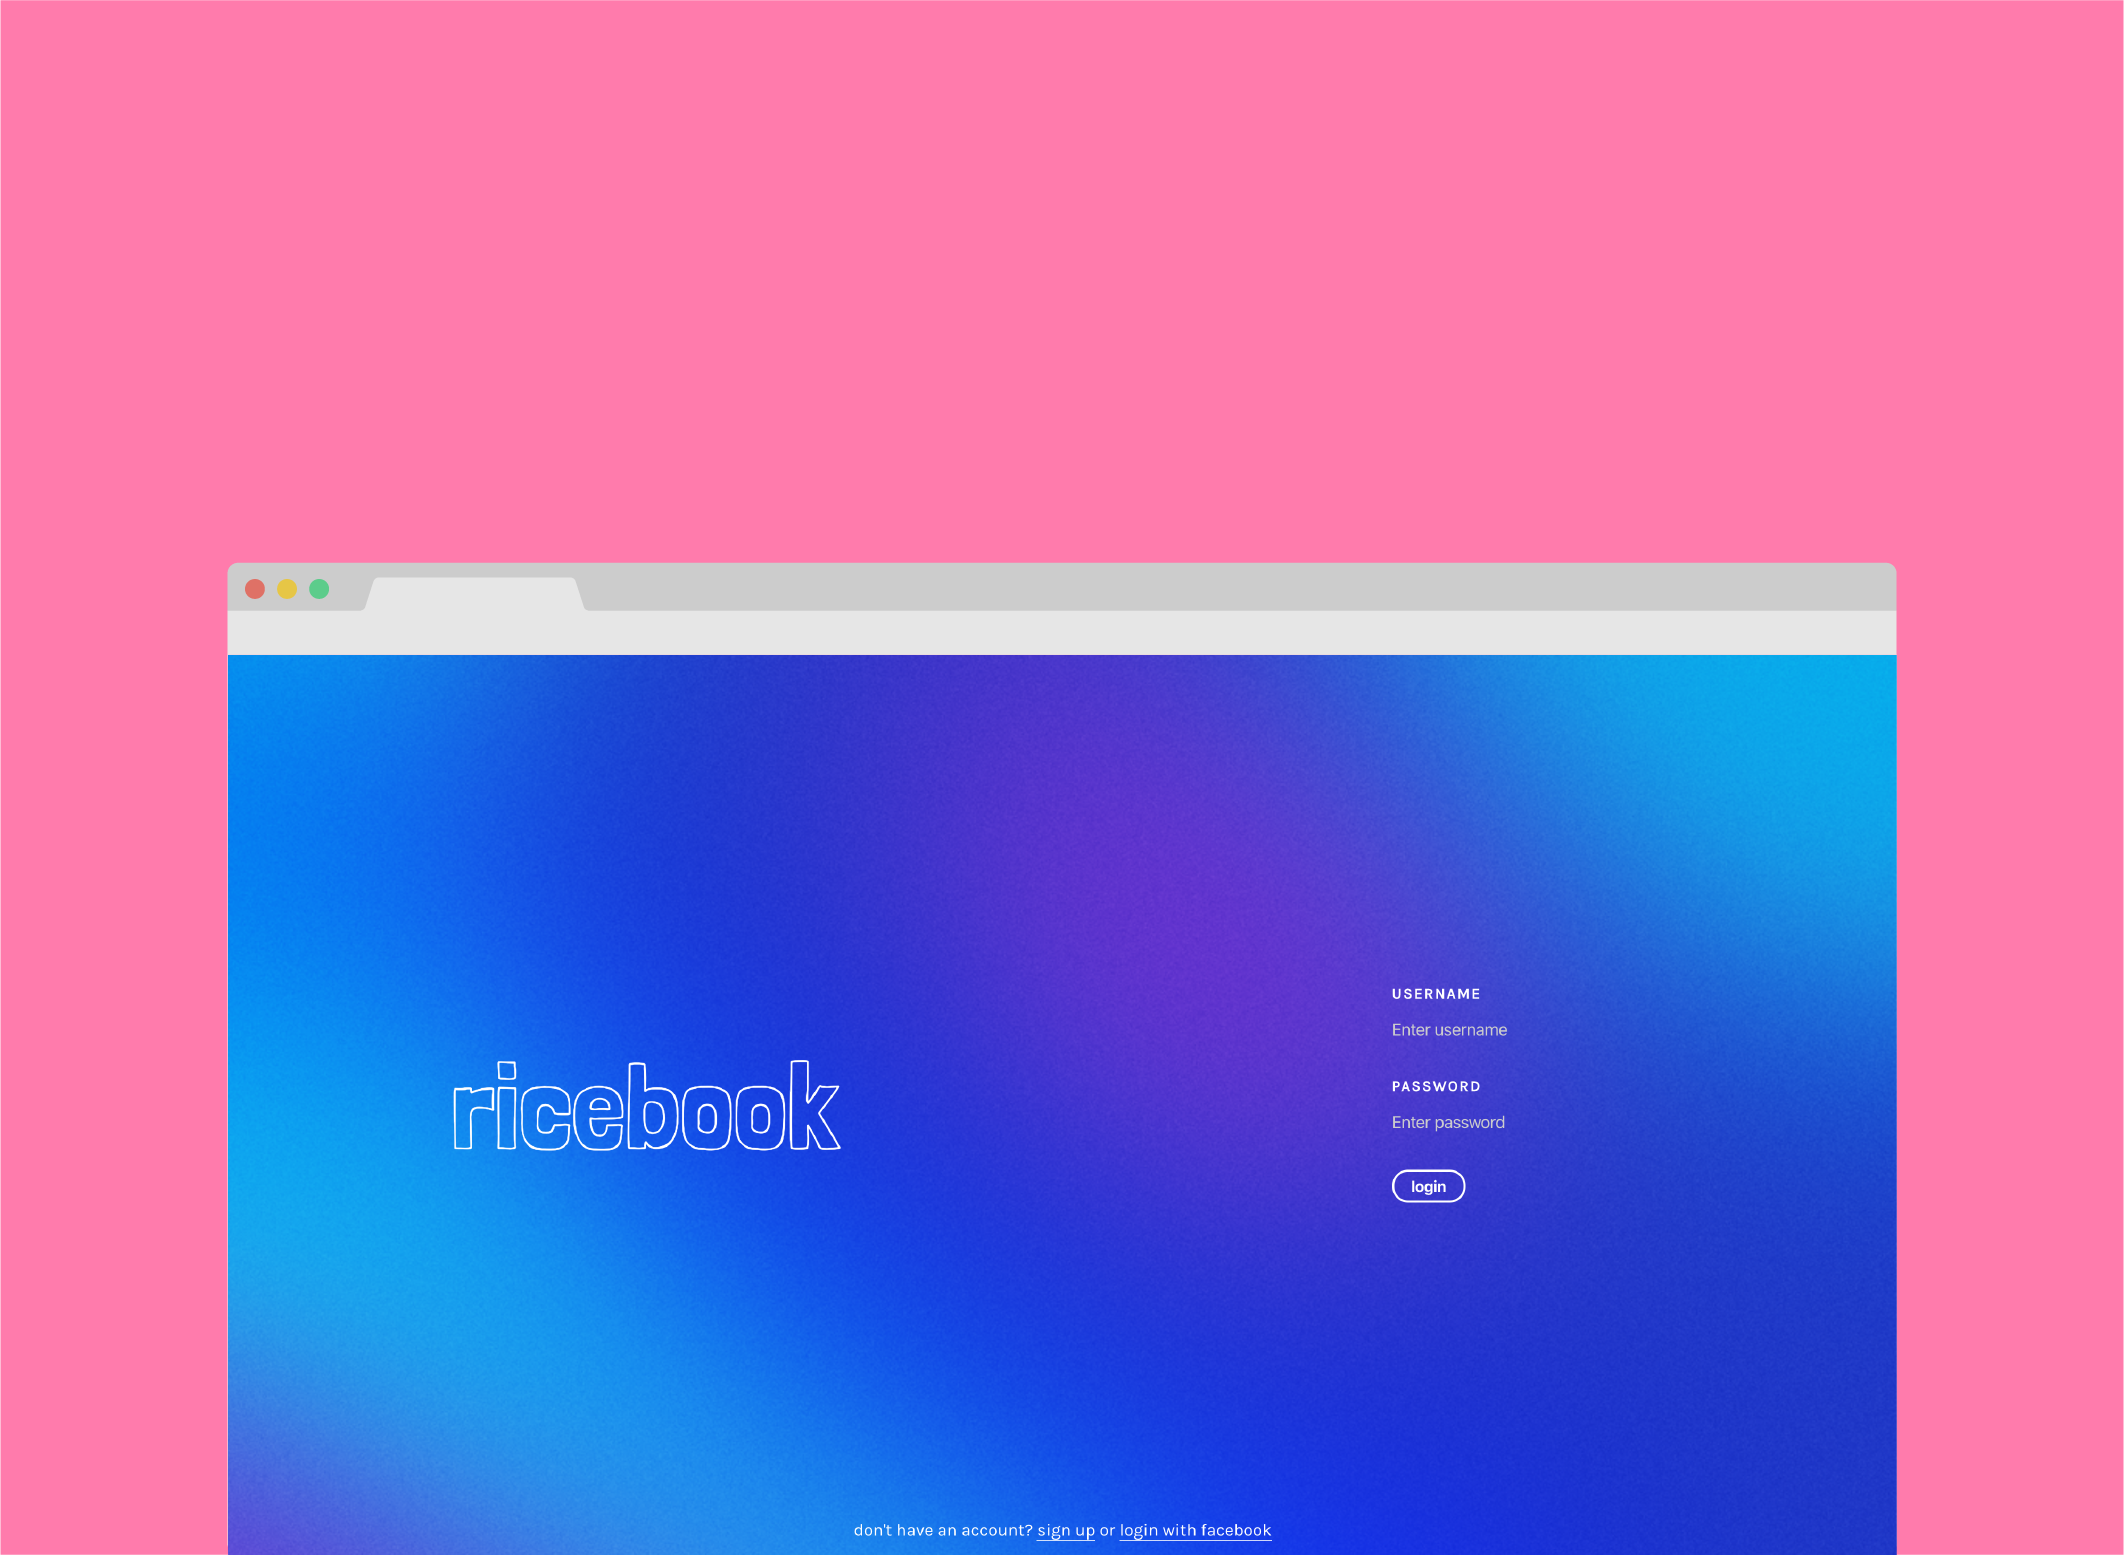 ricebook
USERNAME
Enter username
PASSWORD
Enter password
login
don't have an account? sign up or login with facebook